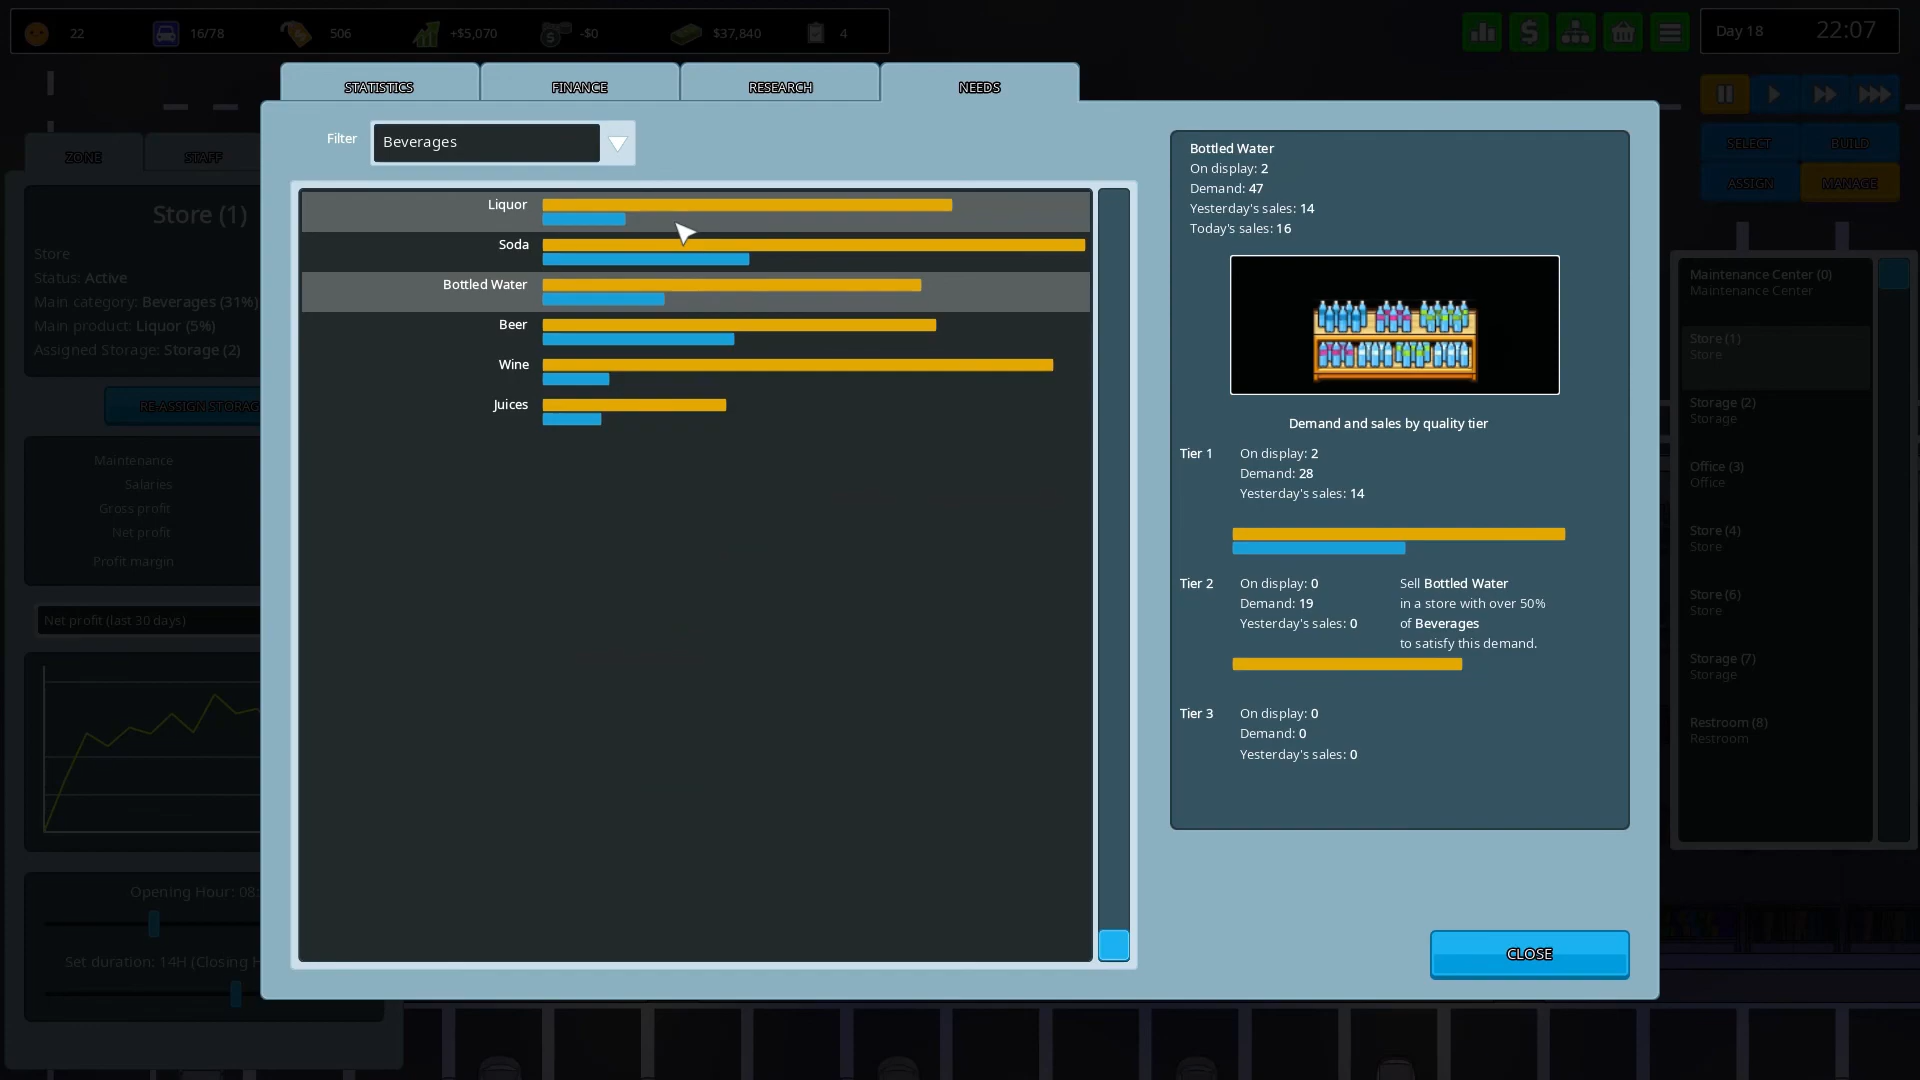 22
16/78
506
+$5,070
-$0
$37,840
4
Day 18
22:07
STATISTICS
FINANCE
RESEARCH
NEEDS
ZONE
STAFF
SELECT
BUILD
ASSIGN
MANAGE
Filter
Beverages
Store (1)
Store
Status: Active
Main category: Beverages (31%)
Main product: Liquor (5%)
Assigned Storage: Storage (2)
RE-ASSIGN STORAG
Maintenance
Salaries
Gross profit
Net profit
Profit margin
Net profit (last 30 days)
Opening Hour: 08:
Set duration: 14H (Closing H
Liquor
Soda
Bottled Water
Beer
Wine
Juices
Bottled Water
On display: 2
Demand: 47
Yesterday's sales: 14
Today's sales: 16
Demand and sales by quality tier
Tier 1
On display: 2
Demand: 28
Yesterday's sales: 14
Tier 2
On display: 0
Demand: 19
Yesterday's sales: 0
Sell Bottled Water
in a store with over 50%
of Beverages
to satisfy this demand.
Tier 3
On display: 0
Demand: 0
Yesterday's sales: 0
CLOSE
Maintenance Center (0)
Maintenance Center
Store (1)
Store
Storage (2)
Storage
Office (3)
Office
Store (4)
Store
Store (6)
Store
Storage (7)
Storage
Restroom (8)
Restroom